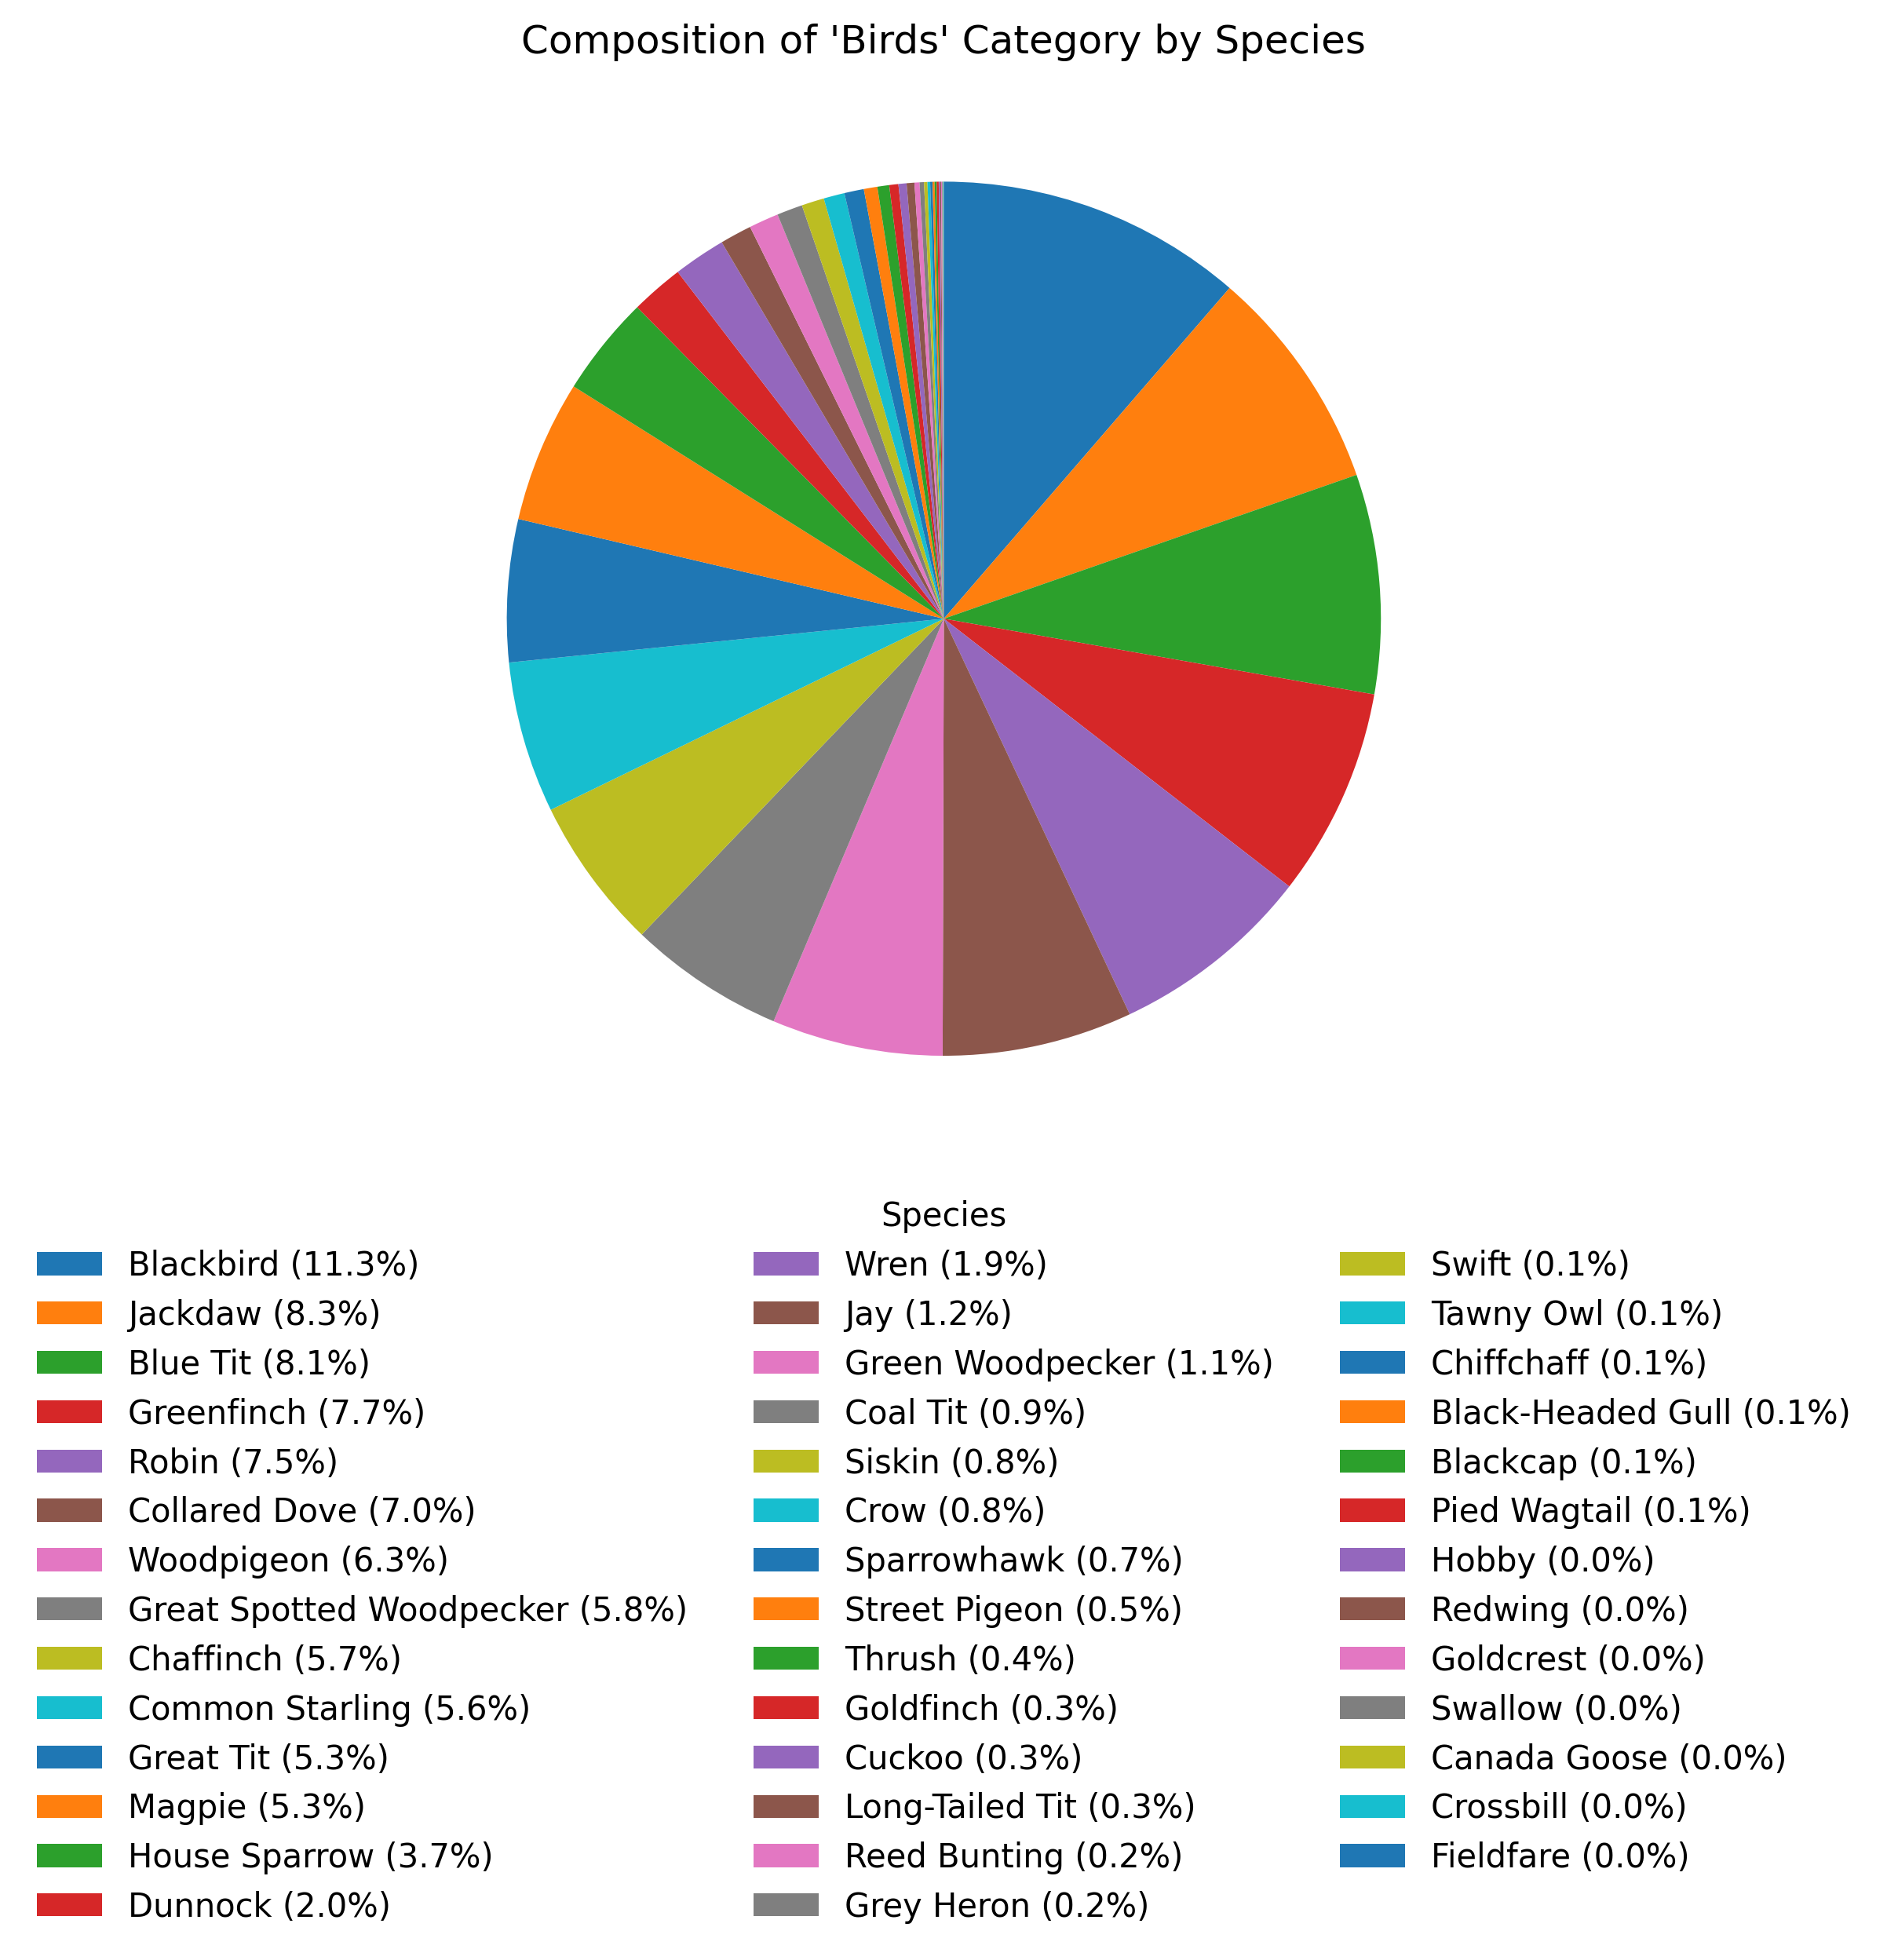 Composition of 'Birds' Category by Species
Species
Blackbird (11.3%)
Jackdaw (8.3%)
Blue Tit (8.1%)
Greenfinch (7.7%)
Robin (7.5%)
Collared Dove (7.0%)
Woodpigeon (6.3%)
Great Spotted Woodpecker (5.8%)
Chaffinch (5.7%)
Common Starling (5.6%)
Great Tit (5.3%)
Magpie (5.3%)
House Sparrow (3.7%)
Dunnock (2.0%)
Wren (1.9%)
Jay (1.2%)
Green Woodpecker (1.1%)
Coal Tit (0.9%)
Siskin (0.8%)
Crow (0.8%)
Sparrowhawk (0.7%)
Street Pigeon (0.5%)
Thrush (0.4%)
Goldfinch (0.3%)
Cuckoo (0.3%)
Long-Tailed Tit (0.3%)
Reed Bunting (0.2%)
Grey Heron (0.2%)
Swift (0.1%)
Tawny Owl (0.1%)
Chiffchaff (0.1%)
Black-Headed Gull (0.1%)
Blackcap (0.1%)
Pied Wagtail (0.1%)
Hobby (0.0%)
Redwing (0.0%)
Goldcrest (0.0%)
Swallow (0.0%)
Canada Goose (0.0%)
Crossbill (0.0%)
Fieldfare (0.0%)